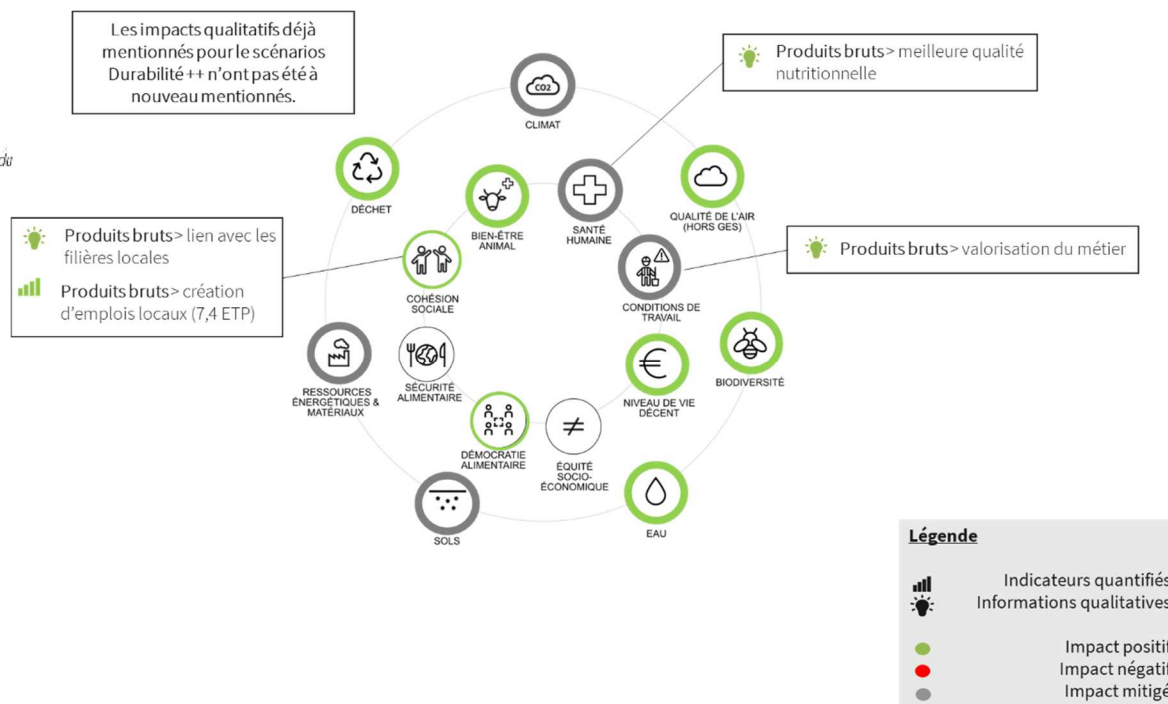 Les impacts qualitatifs déjà
mentionnés pour le scénarios
Durabilité ++ n'ont pas été à
nouveau mentionnés.
Produits bruts> meilleure qualité
nutritionnelle
CO2
CLIMAT
du
DÉCHET
BIEN-ÊTRE
ANIMAL
SANTÉ
HUMAINE
QUALITÉ DE L'AIR
(HORS GES)
Produits bruts> lien avec les
filières locales
Produits bruts> création
d'emplois locaux (7,4 ETP)
Produits bruts> valorisation du métier
COHÉSION
SOCIALE
CONDITIONS DE
TRAVAIL
RESSOURCES
ÉNERGÉTIQUES &
MATÉRIAUX
SÉCURITÉ
ALIMENTAIRE
NIVEAU DE VIE
DÉCENT
BIODIVERSITÉ
DÉMOCRATIE
ALIMENTAIRE
ÉQUITÉ
SOCIO-
ÉCONOMIQUE
SOLS
EAU
Légende
Indicateurs quantifiés
Informations qualitatives
Impact positif
Impact négatif
Impact mitigé